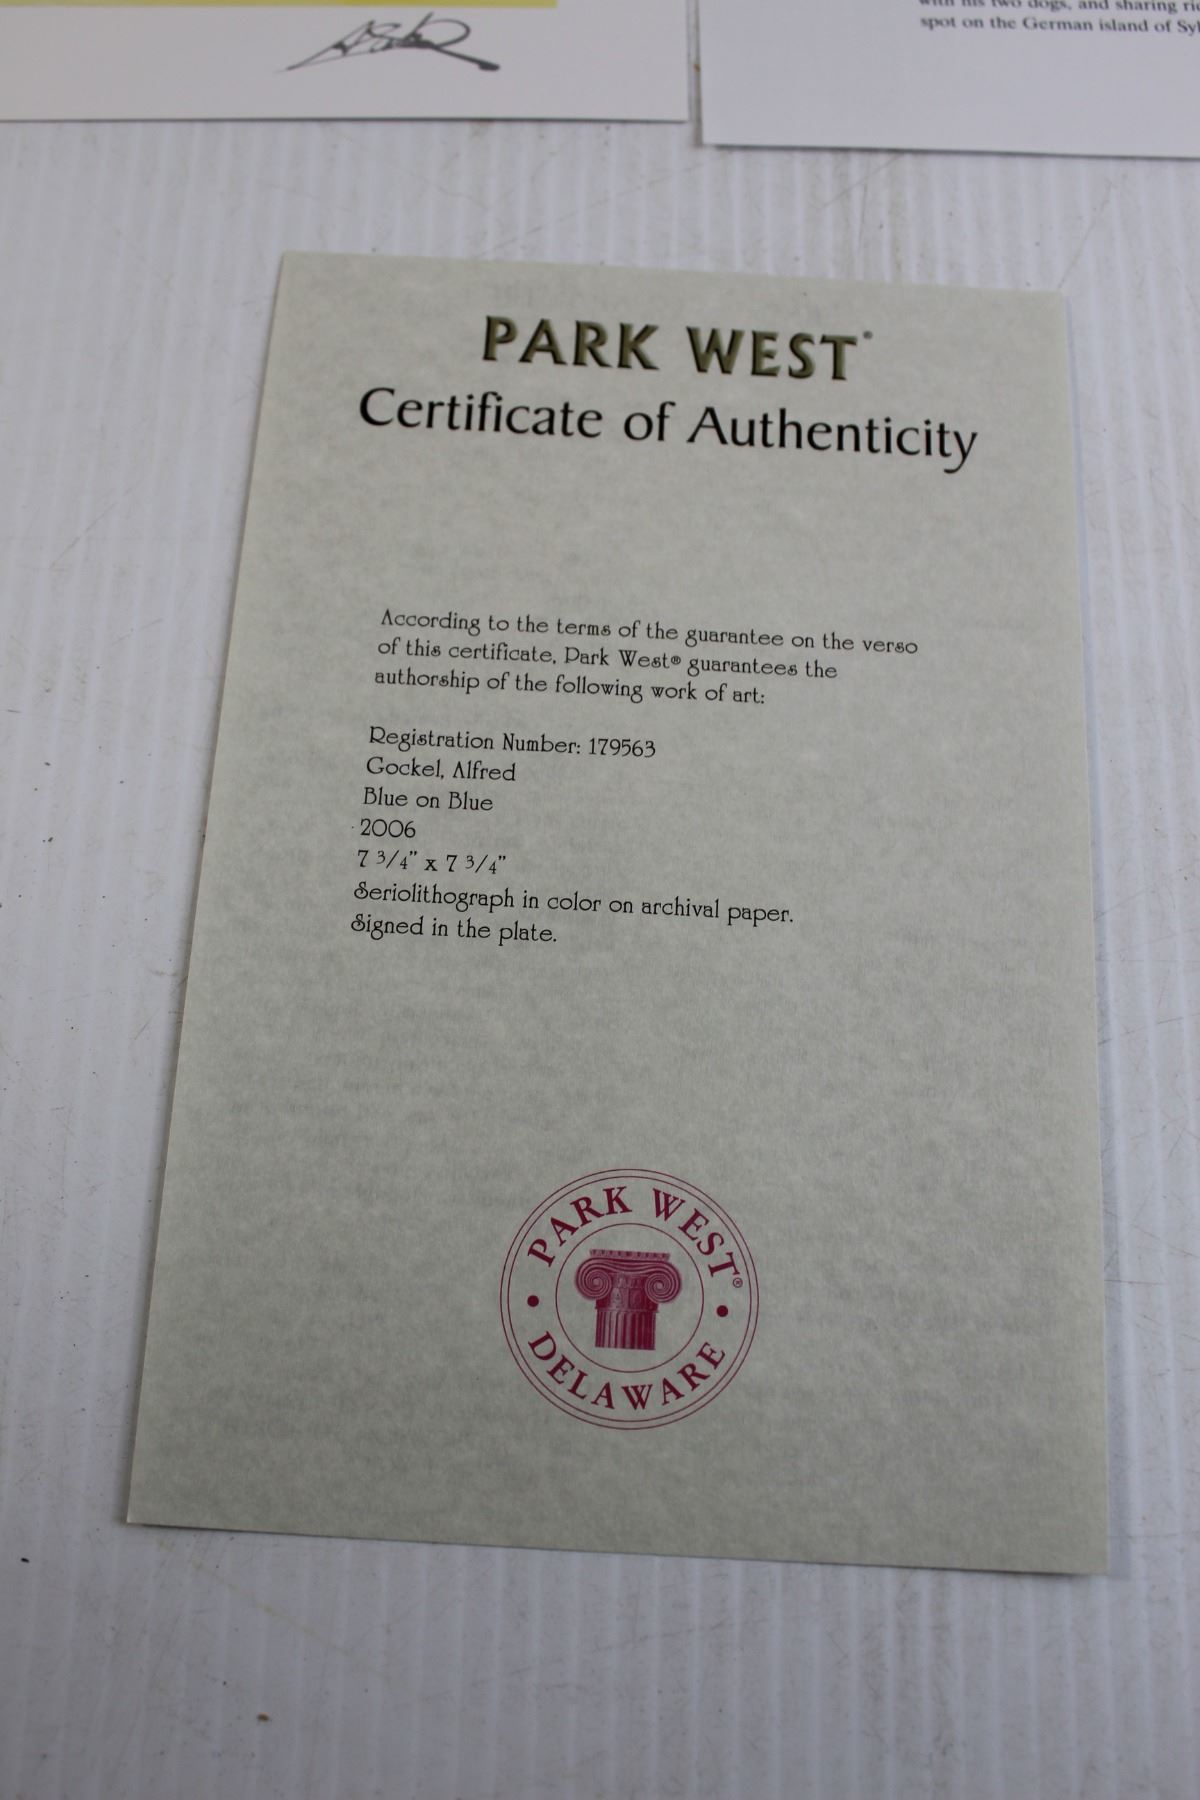 with his two dogs, and sharing
spot on the German island of
PARK WEST®
Certificate of Authenticity
According to the terms of the guarantee on the verso
of this certificate, Park West® guarantees the
authorship of the following work of art:
Registration Number: 179563
Gockel, Alfred
Blue on Blue
2006
7 3/4” x 7 3/4”
Seriolithograph in color on archival paper.
Signed in the plate.
PARK WEST®
DELAWARE